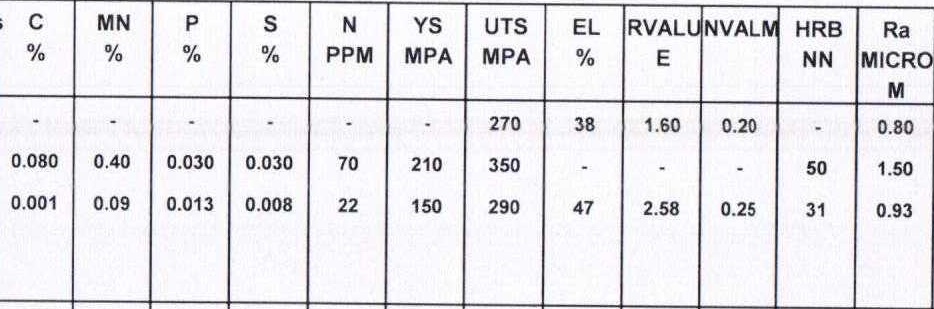 s C MN P S N YS UTS EL RVALU NVALM HRB Ra
% % % % PPM MPA MPA % E NN MICRO
M
- - - - - - 270 38 1.60 0.20 - 0.80
0.080 0.40 0.030 0.030 70 210 350 - - - 50 1.50
0.001 0.09 0.013 0.008 22 150 290 47 2.58 0.25 31 0.93